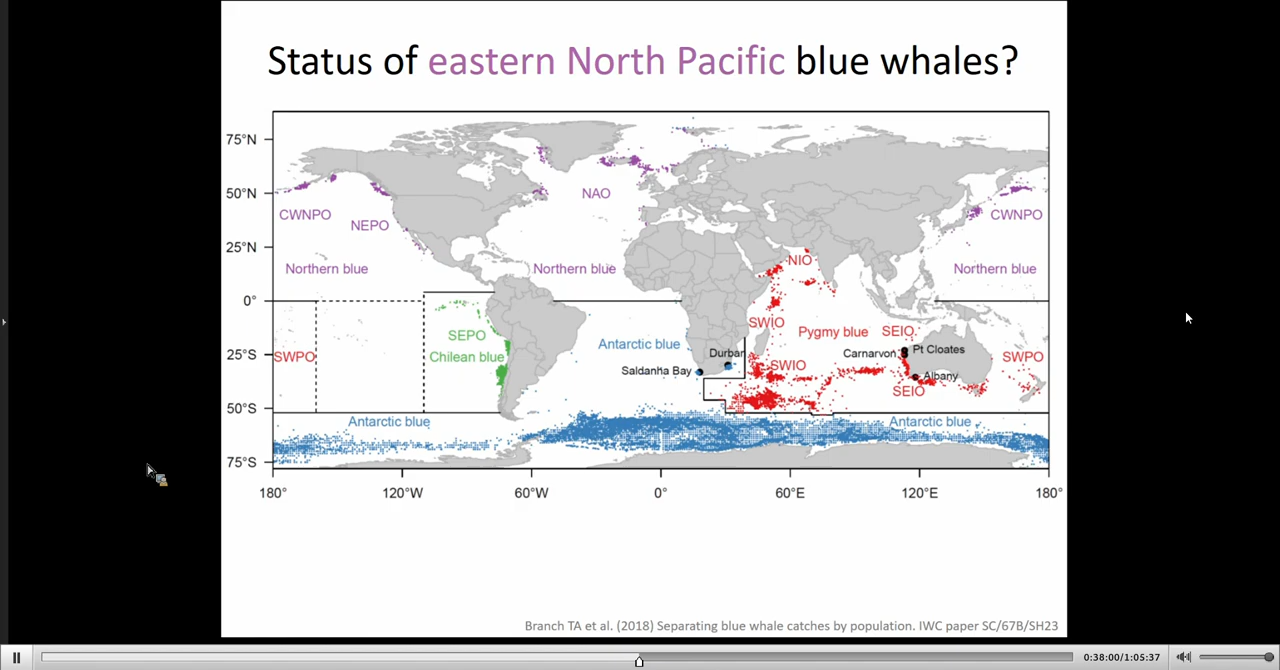 Status of eastern North Pacific blue whales?
75°N
50°N
NAO
CWNPO
CWNPO
NEPO
25°N
NIO
Northern blue
Northern blue
Northern blue
0°
SWIO
Pygmy blue
SEIO
SEPO
Antarctic blue
Durban
Pt Cloates
Carnarvon
25°S
SWPO
Chilean blue
SWIO
SWPO
Saldanha Bay
Albany
SEIO
50°S
Antarctic blue
Antarctic blue
75°S
180°
120°W
60°W
0°
60°E
120°E
180°
Branch TA et al. (2018) Separating blue whale catches by population. IWC paper SC/67B/SH23
0:38:00/1:05:37